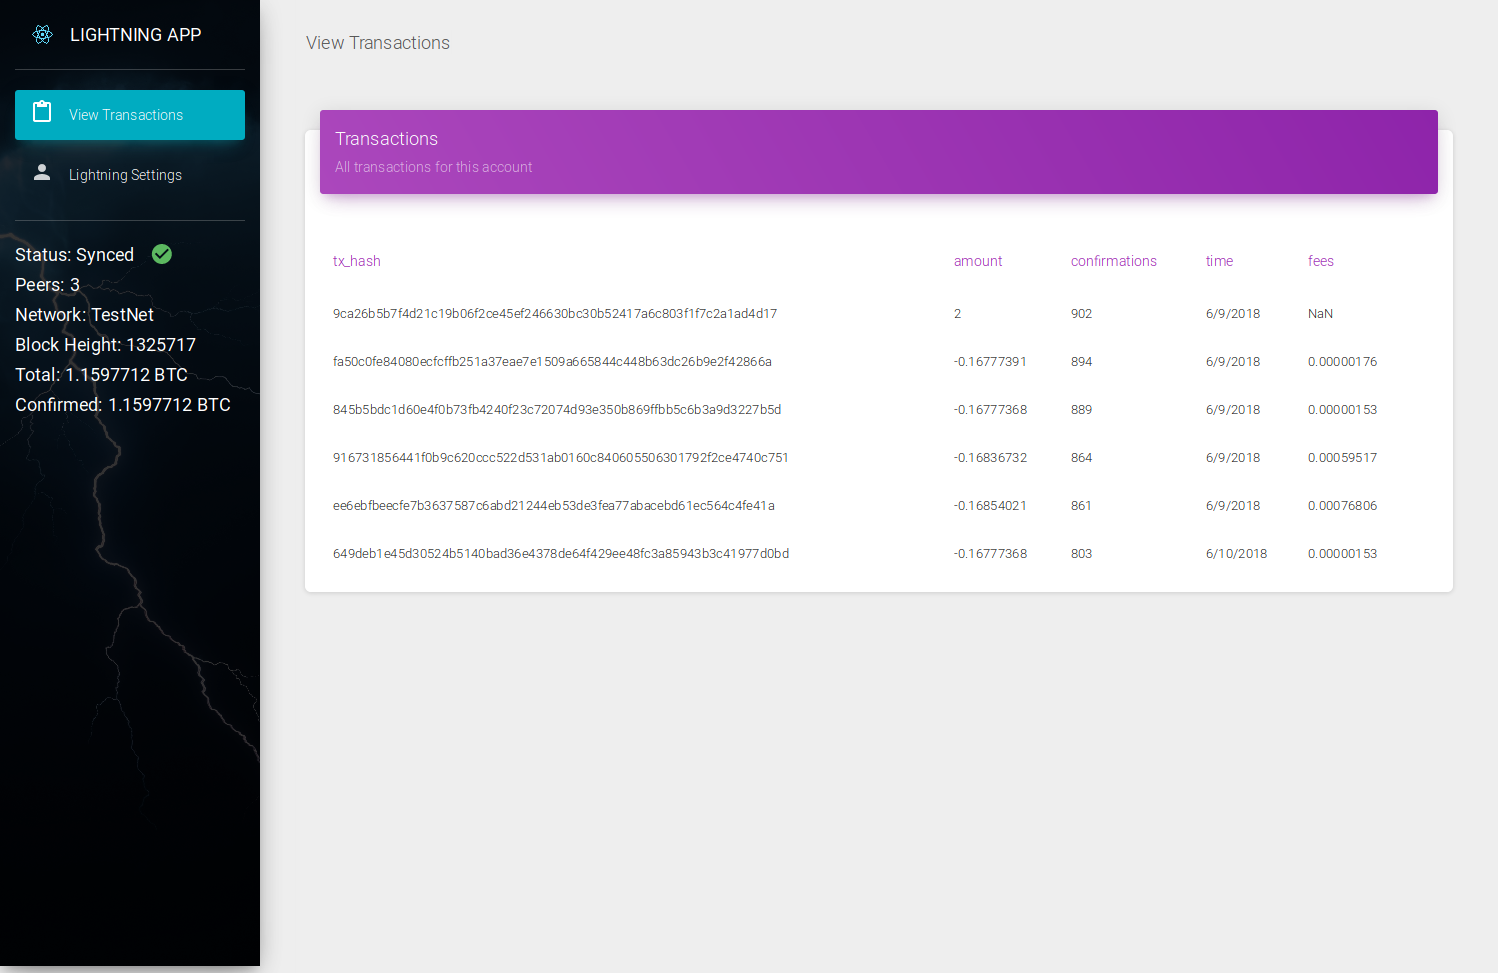 LIGHTNING APP
View Transactions
Lightning Settings
Status: Synced
Peers: 3
Network: TestNet
Block Height: 1325717
Total: 1.1597712 BTC
Confirmed: 1.1597712 BTC
View Transactions
Transactions
All transactions for this account
tx_hash amount confirmations time fees
9ca26b5b7f4d21c19b06f2ce45ef246630bc30b52417a6c803f1f7c2a1ad4d17 2 902 6/9/2018 NaN
fa50c0fe84080ecfcffb251a37eae7e1509a665844c448b63dc26b9e2f42866a -0.16777391 894 6/9/2018 0.00000176
845b5bdc1d60e4f0b73fb4240f23c72074d93e350b869ffbb5c6b3a9d3227b5d -0.16777368 889 6/9/2018 0.00000153
916731856441f0b9c620ccc522d531ab0160c840605506301792f2ce4740c751 -0.16836732 864 6/9/2018 0.00059517
ee6ebfbeecfe7b3637587c6abd21244eb53de3fea77abacebd61ec564c4fe41a -0.16854021 861 6/9/2018 0.00076806
649deb1e45d30524b5140bad36e4378de64f429ee48fc3a85943b3c41977d0bd -0.16777368 803 6/10/2018 0.00000153